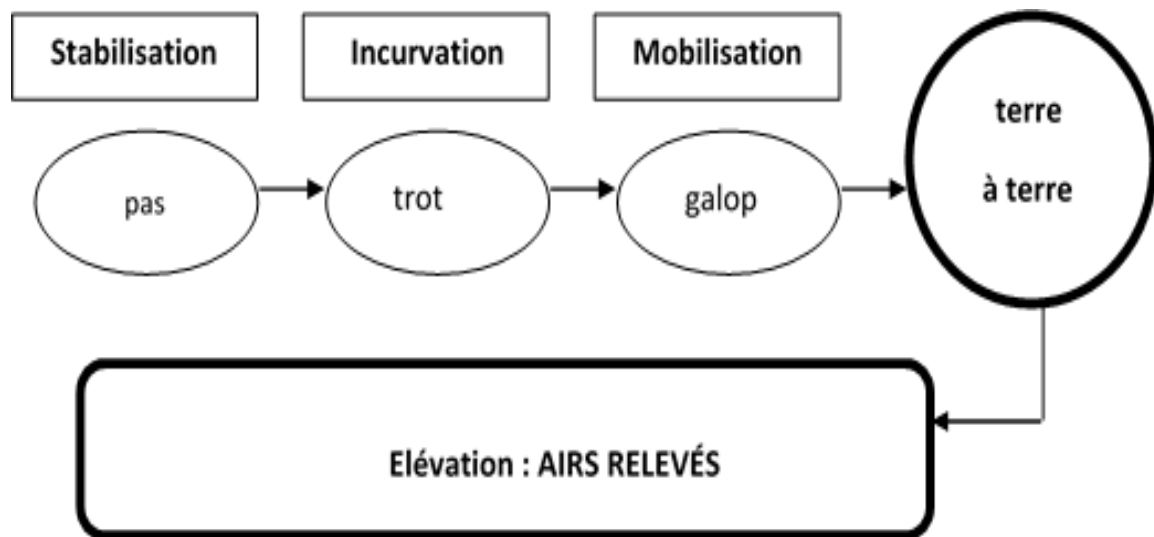 Stabilisation
Incurvation
Mobilisation
terre
à terre
pas
trot
galop
Elévation : AIRS RELEVÉS